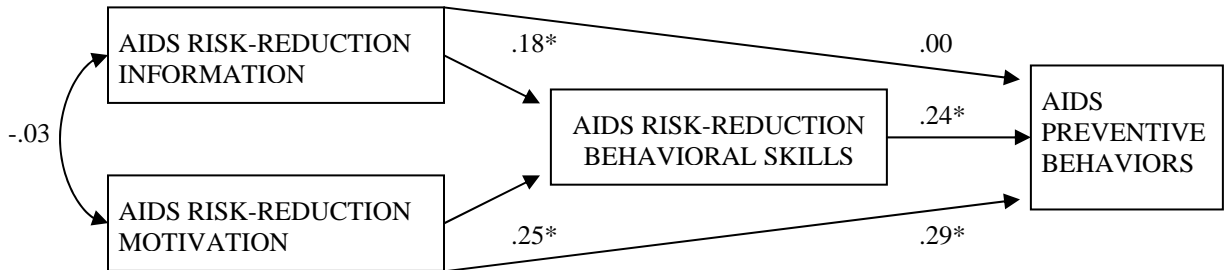 AIDS RISK-REDUCTION
INFORMATION
.18*
.00
-.03
AIDS RISK-REDUCTION
BEHAVIORAL SKILLS
.24*
AIDS
PREVENTIVE
BEHAVIORS
AIDS RISK-REDUCTION
MOTIVATION
.25*
.29*